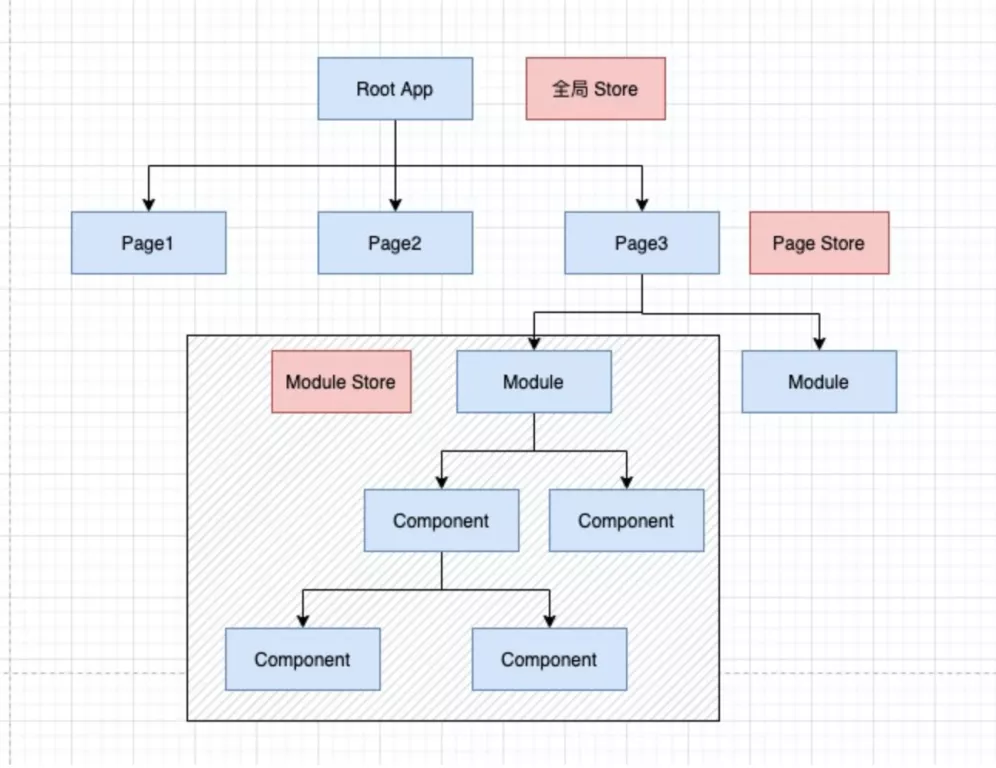 Root App
全局 Store
Page1
Page2
Page3
Page Store
Module Store
Module
Module
Component
Component
Component
Component